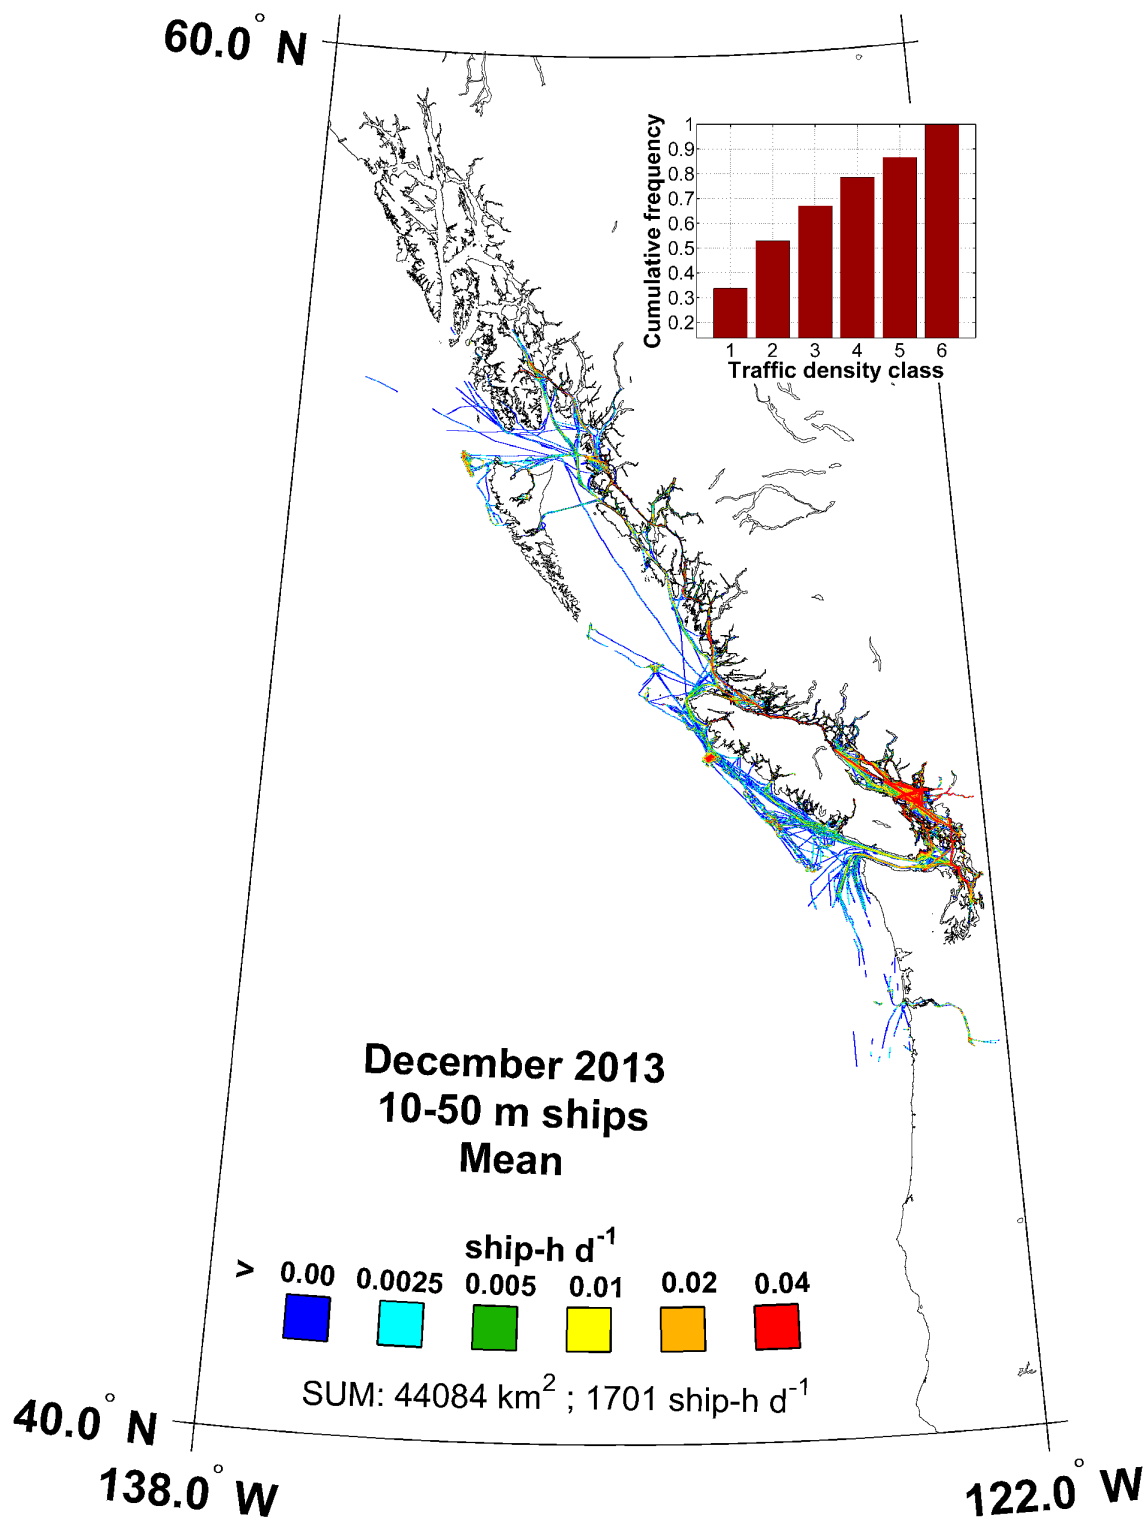 60.0° N
Cumulative frequency
1
0.9
0.8
0.7
0.6
0.5
0.4
0.3
0.2
1 2 3 4 5 6
Traffic density class
December 2013
10-50 m ships
Mean
ship-h d⁻¹
> 0.00 0.0025 0.005 0.01 0.02 0.04
SUM: 44084 km² ; 1701 ship-h d⁻¹
40.0° N
138.0° W
122.0° W